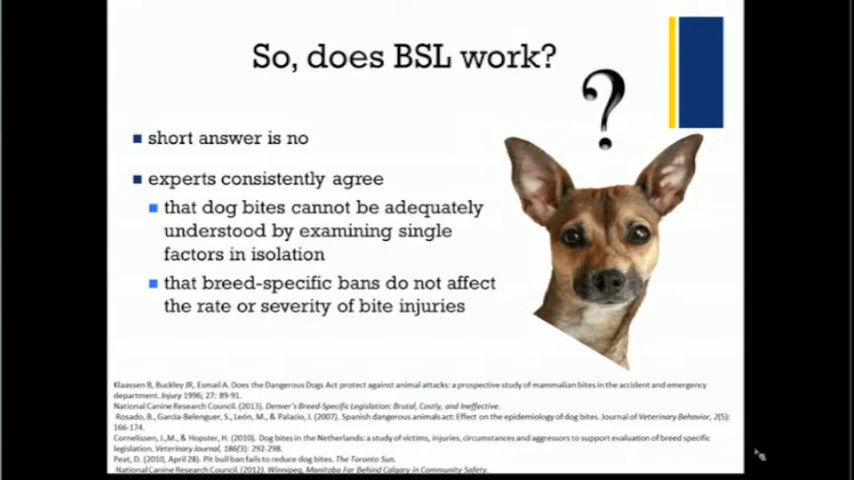 So, does BSL work?
?
short answer is no
experts consistently agree
that dog bites cannot be adequately
understood by examining single
factors in isolation
that breed-specific bans do not affect
the rate or severity of bite injuries
Klaassen B, Buckley JR, Esmail A. Does the Dangerous Dogs Act protect against animal attacks: a prospective study of mammalian bites in the accident and emergency
department. Injury 1996; 27: 89-91.
National Canine Research Council. (2013). Denver's Breed-Specific Legislation: Brutal, Costly, and Ineffective.
Rosado, B., García-Belenguer, S., León, M., & Palacio, J. (2007). Spanish dangerous animals act: Effect on the epidemiology of dog bites. Journal of Veterinary Behavior, 2(5):
166-174.
Cornelissen, J.,M., & Hopster, H. (2010). Dog bites in the Netherlands: a study of victims, injuries, circumstances and aggressors to support evaluation of breed specific
legislation. Veterinary Journal, 186(3): 292-298.
Peat, D. (2010, April 28). Pit bull ban fails to reduce dog bites. The Toronto Sun.
National Canine Research Council. (2012). Winnipeg, Manitoba Far Behind Calgary in Community Safety.